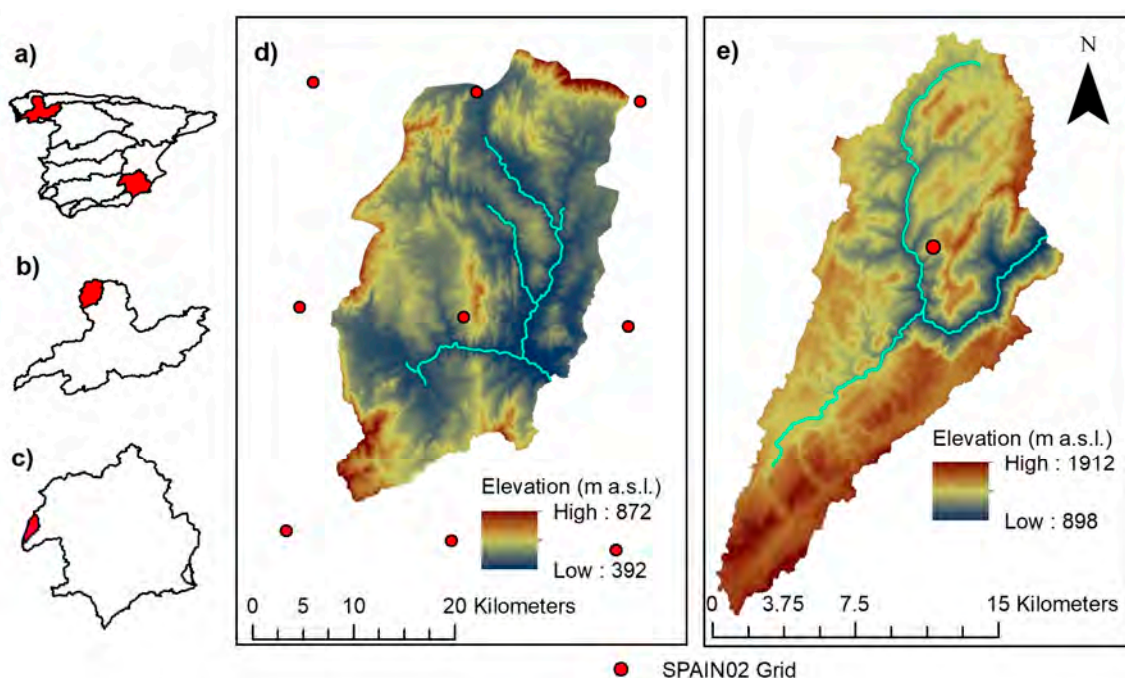 a)
b)
c)
d)
Elevation (m a.s.l.)
High : 872
Low : 392
0 5 10 20 Kilometers
e)
N
Elevation (m a.s.l.)
High : 1912
Low : 898
0 3.75 7.5 15 Kilometers
SPAIN02 Grid